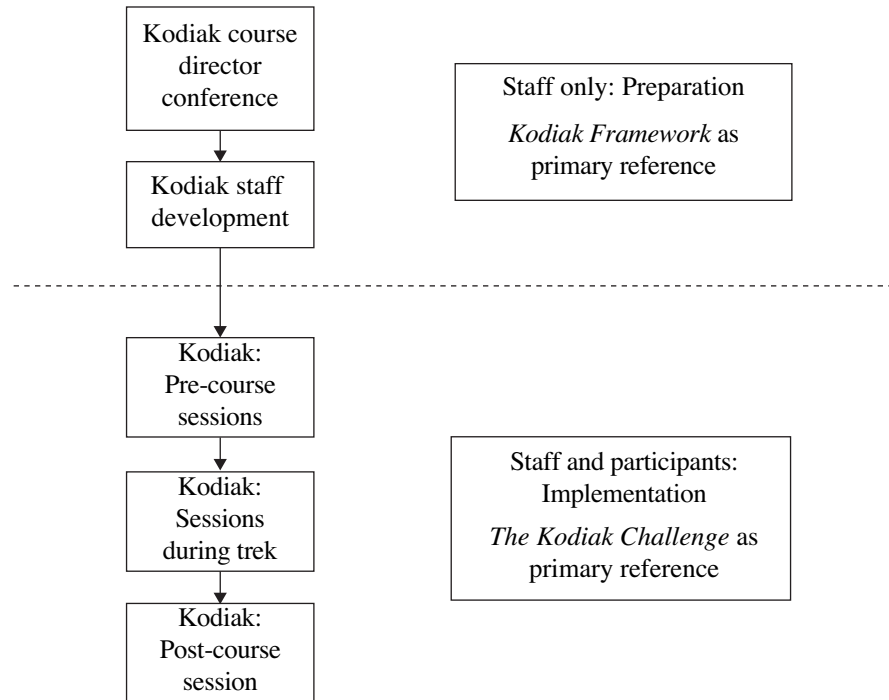 Kodiak course
director
conference
Staff only: Preparation
Kodiak Framework as
primary reference
Kodiak staff
development
Kodiak:
Pre-course
sessions
Kodiak:
Sessions
during trek
Staff and participants:
Implementation
The Kodiak Challenge as
primary reference
Kodiak:
Post-course
session